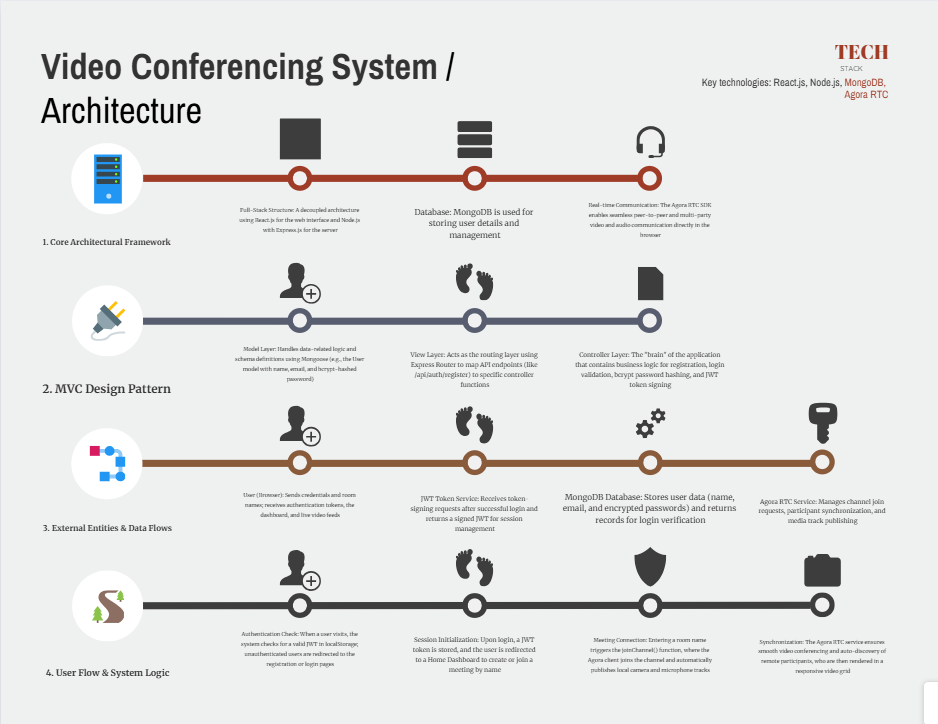 Video Conferencing System /
Architecture
TECH
STACK
Key technologies: React.js, Node.js, MongoDB,
Agora RTC
1. Core Architectural Framework
Full-Stack Structure: A decoupled architecture
using React.js for the web interface and Node.js
with Express.js for the server
Database: MongoDB is used for
storing user details and
management
Real-time Communication: The Agora RTC SDK
enables seamless peer-to-peer and multi-party
video and audio communication directly in the
browser
2. MVC Design Pattern
Model Layer: Handles data-related logic and
schema definitions using Mongoose (e.g., the User
model with name, email, and bcrypt-hashed
password)
View Layer: Acts as the routing layer using
Express Router to map API endpoints (like
/api/auth/register) to specific controller
functions
Controller Layer: The "brain" of the application
that contains business logic for registration, login
validation, bcrypt password hashing, and JWT
token signing
3. External Entities & Data Flows
User (Browser): Sends credentials and room
names; receives authentication tokens, the
dashboard, and live video feeds
JWT Token Service: Receives token-
signing requests after successful login and
returns a signed JWT for session
management
MongoDB Database: Stores user data (name,
email, and encrypted passwords) and returns
records for login verification
Agora RTC Service: Manages channel join
requests, participant synchronization, and
media track publishing
4. User Flow & System Logic
Authentication Check: When a user visits, the
system checks for a valid JWT in localStorage;
unauthenticated users are redirected to the
registration or login pages
Session Initialization: Upon login, a JWT
token is stored, and the user is redirected
to a Home Dashboard to create or join a
meeting by name
Meeting Connection: Entering a room name
triggers the joinChannel() function, where the
Agora client joins the channel and automatically
publishes local camera and microphone tracks
Synchronization: The Agora RTC service ensures
smooth video conferencing and auto-discovery of
remote participants, who are then rendered in a
responsive video grid